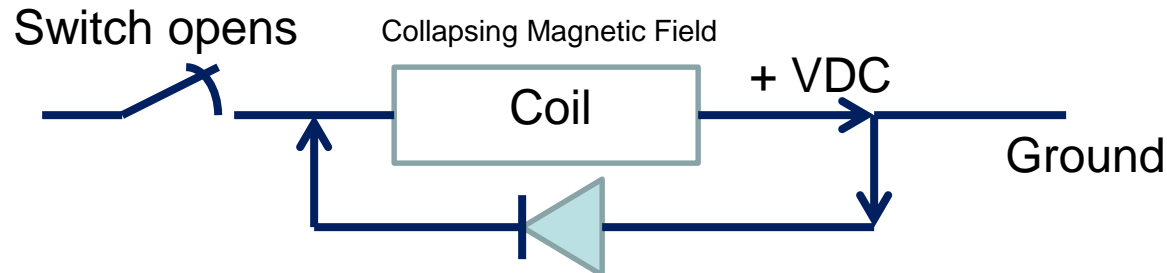 Switch opens
Collapsing Magnetic Field
+ VDC
Coil
Ground